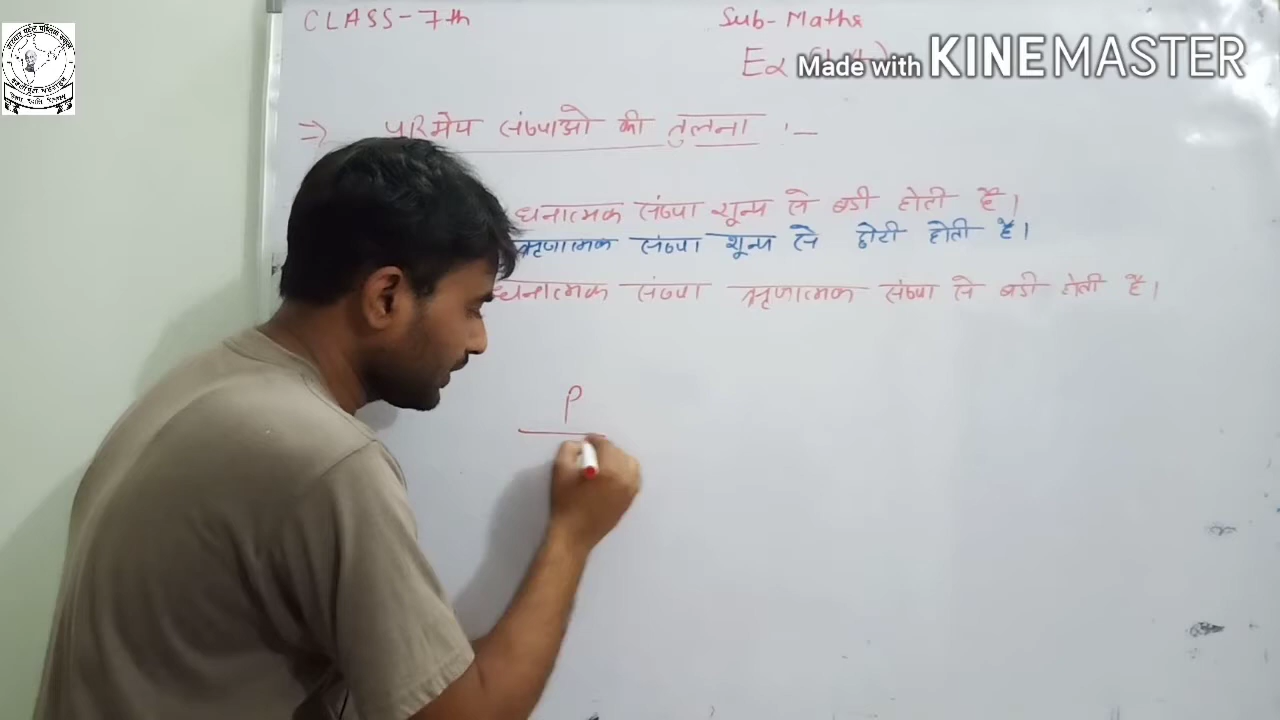 CLASS-7th
Sub-Maths
Ex
Made with KINEMASTER
⇒ परिमेय संख्याओ की तुलना :-
धनात्मक संख्या शून्य से बडी होती है।
ऋणात्मक संख्या शून्य से छोटी होती है।
धनात्मक संख्या ऋणात्मक संख्या से बडी होती है।
P